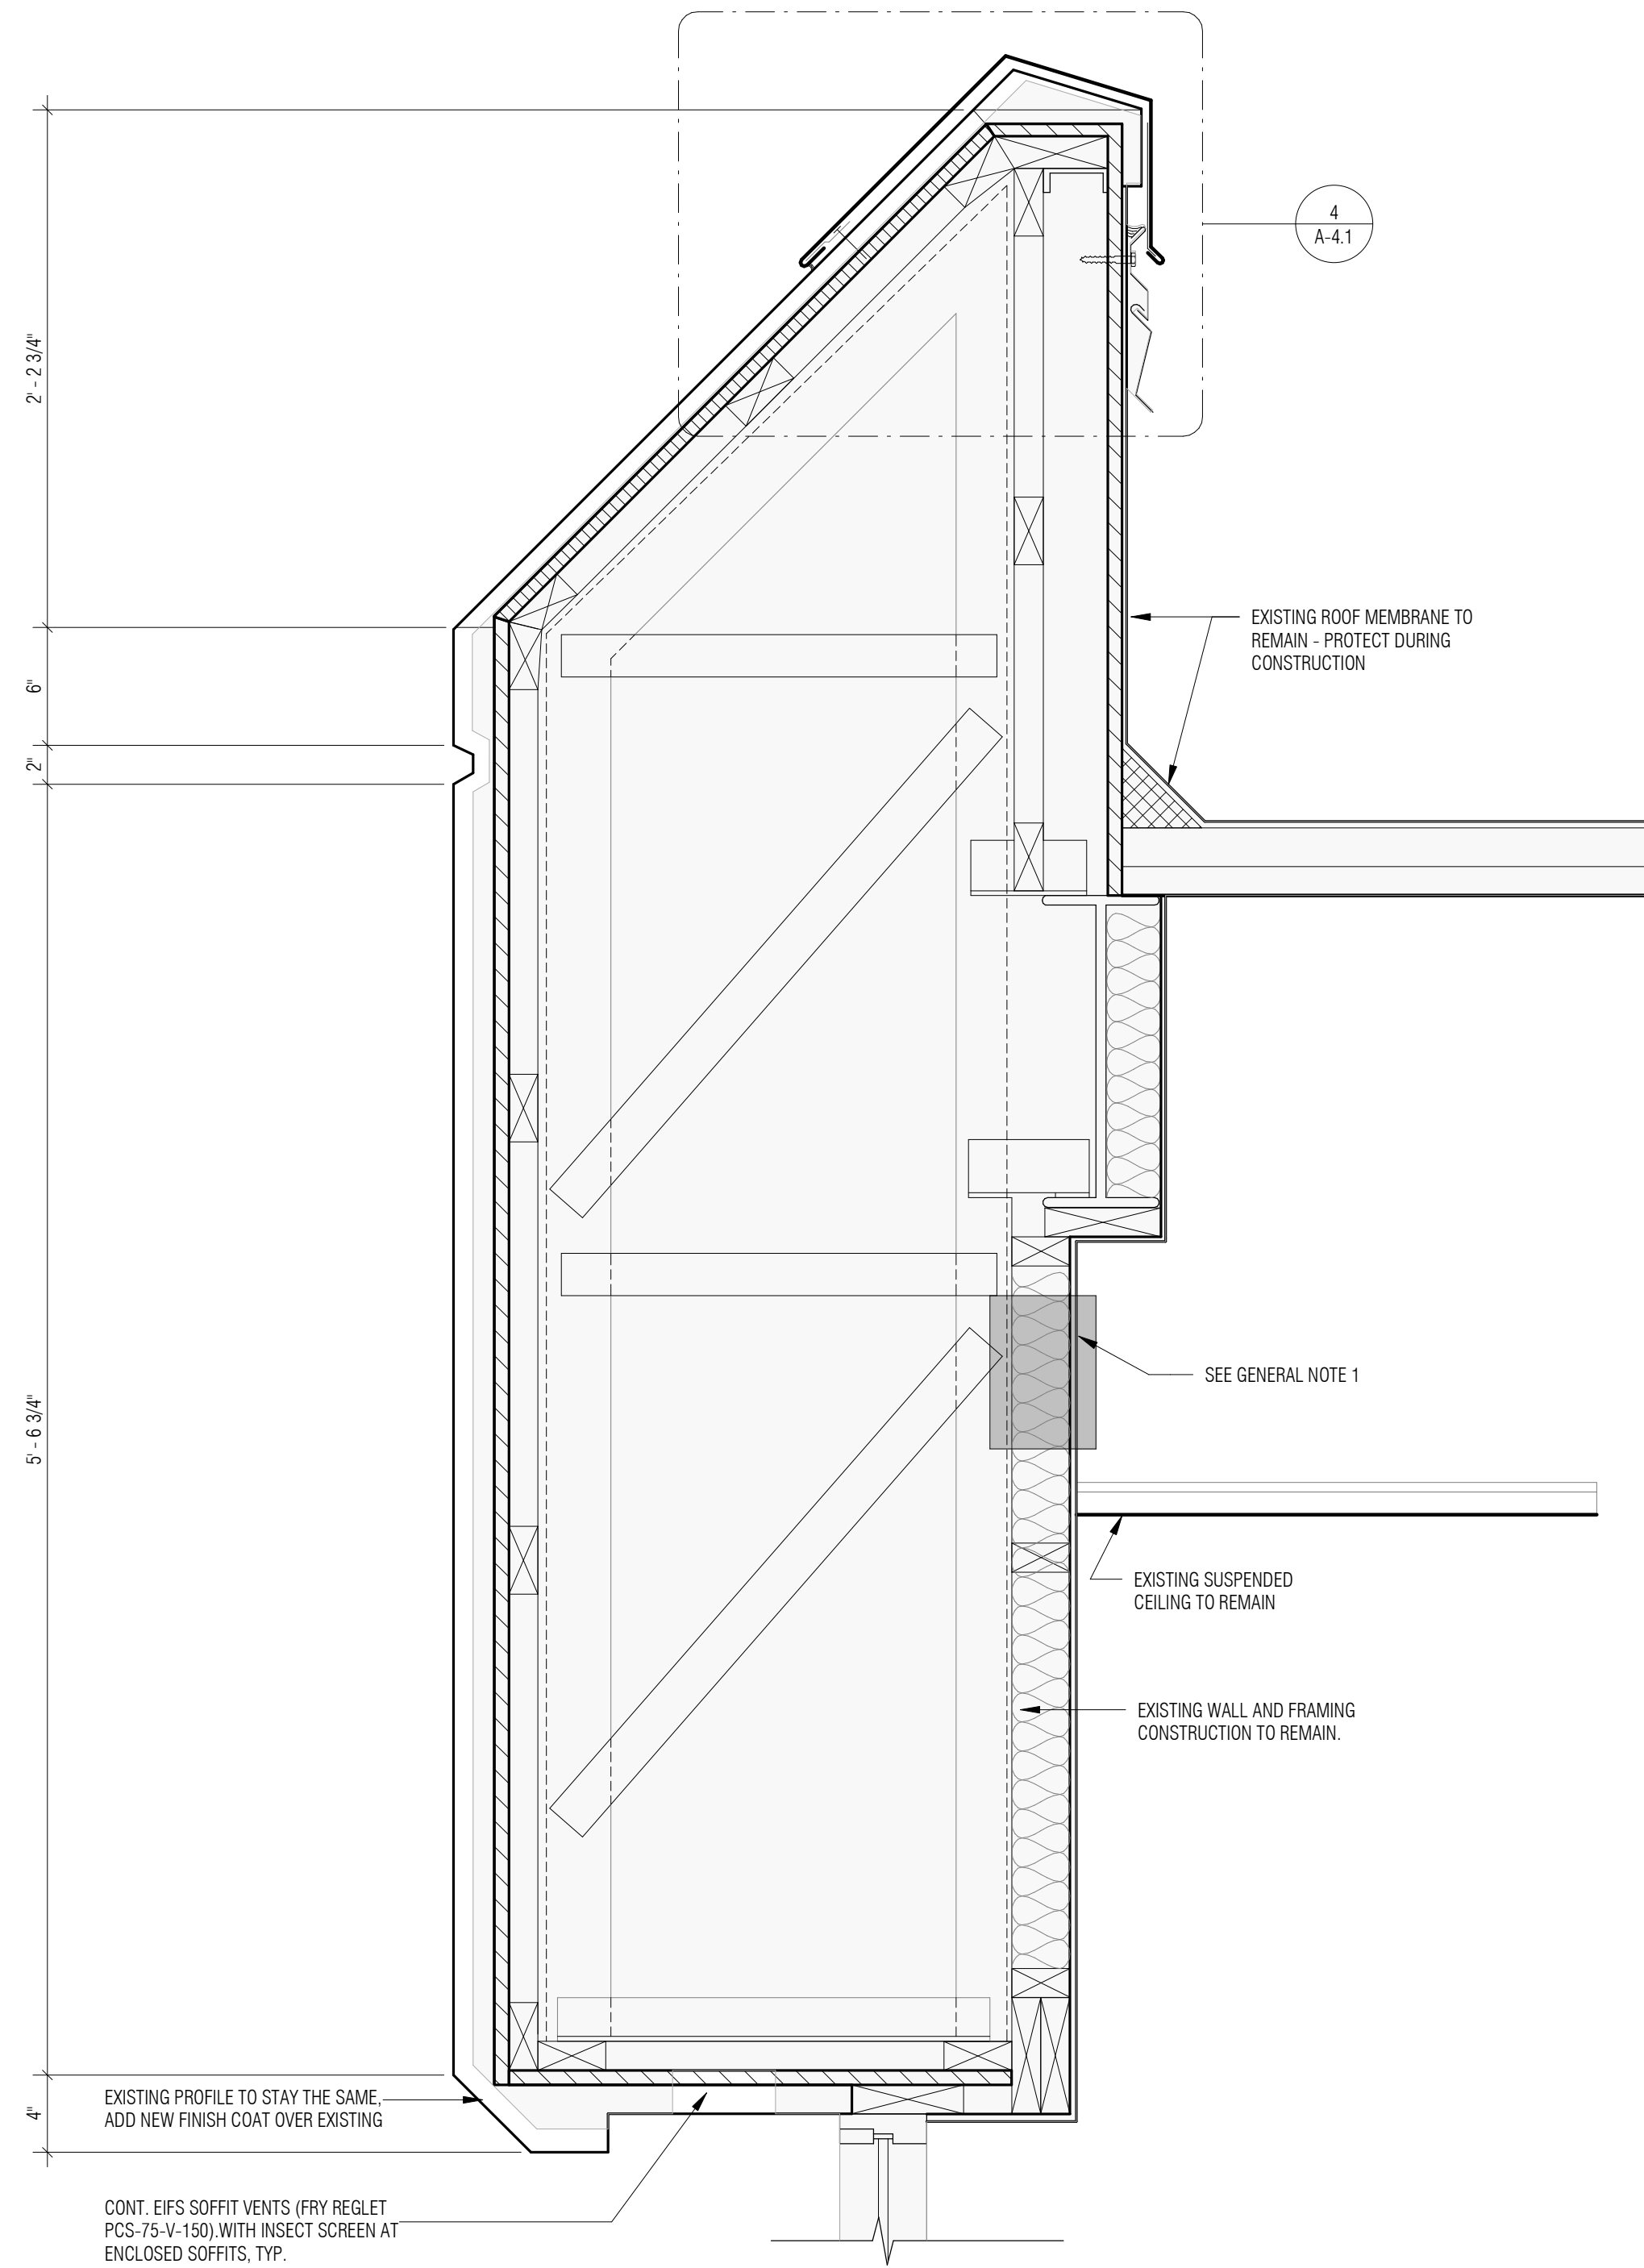 4
A-4.1
2' - 2 3/4"
EXISTING ROOF MEMBRANE TO
REMAIN - PROTECT DURING
CONSTRUCTION
6"
2"
SEE GENERAL NOTE 1
5' - 6 3/4"
EXISTING SUSPENDED
CEILING TO REMAIN
EXISTING WALL AND FRAMING
CONSTRUCTION TO REMAIN.
EXISTING PROFILE TO STAY THE SAME,
ADD NEW FINISH COAT OVER EXISTING
4"
CONT. EIFS SOFFIT VENTS (FRY REGLET
PCS-75-V-150).WITH INSECT SCREEN AT
ENCLOSED SOFFITS, TYP.